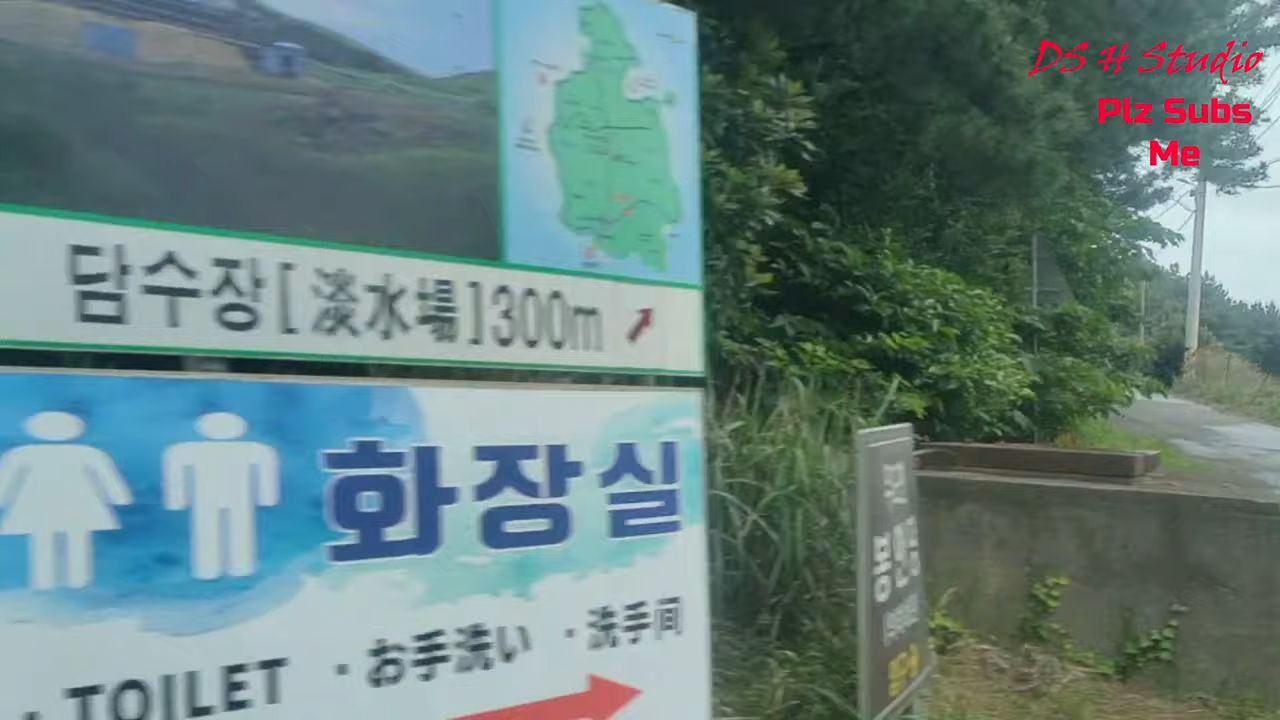 담수장[淡水場]300m
화장실
TOILET · お手洗い · 洗手间
DS H Studio
Plz Subs
Me